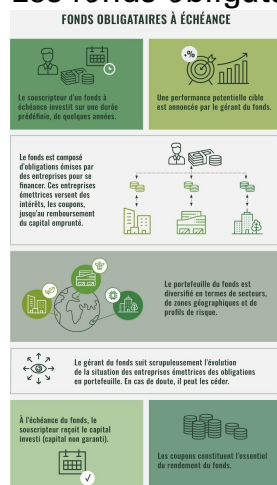 FONDS OBLIGATAIRES À ÉCHÉANCE
Le souscripteur d'un fonds à
échéance investit sur une durée
prédéfinie, de quelques années.
-%
Une performance potentielle cible
est annoncée par le gérant du fonds.
Le fonds est composé
d'obligations émises par
des entreprises pour se
financer. Ces entreprises
émettrices versent des
intérêts, les coupons,
jusqu'au remboursement
du capital emprunté.
Le portefeuille du fonds est
diversifié en termes de secteurs,
de zones géographiques et de
profils de risque.
Le gérant du fonds suit scrupuleusement l'évolution
de la situation des entreprises émettrices des obligations
en portefeuille. En cas de doute, il peut les céder.
À l'échéance du fonds, le
souscripteur reçoit le capital
investi (capital non garanti).
Les coupons constituent l'essentiel
du rendement du fonds.